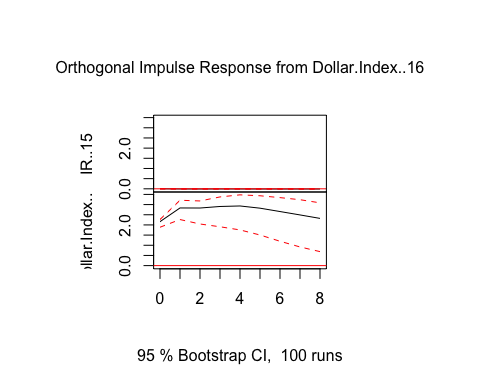 Orthogonal Impulse Response from Dollar.Index..16
IR..15
2.0
0.0
ollar.Index..
2.0
0.0
0 2 4 6 8
95 % Bootstrap CI, 100 runs